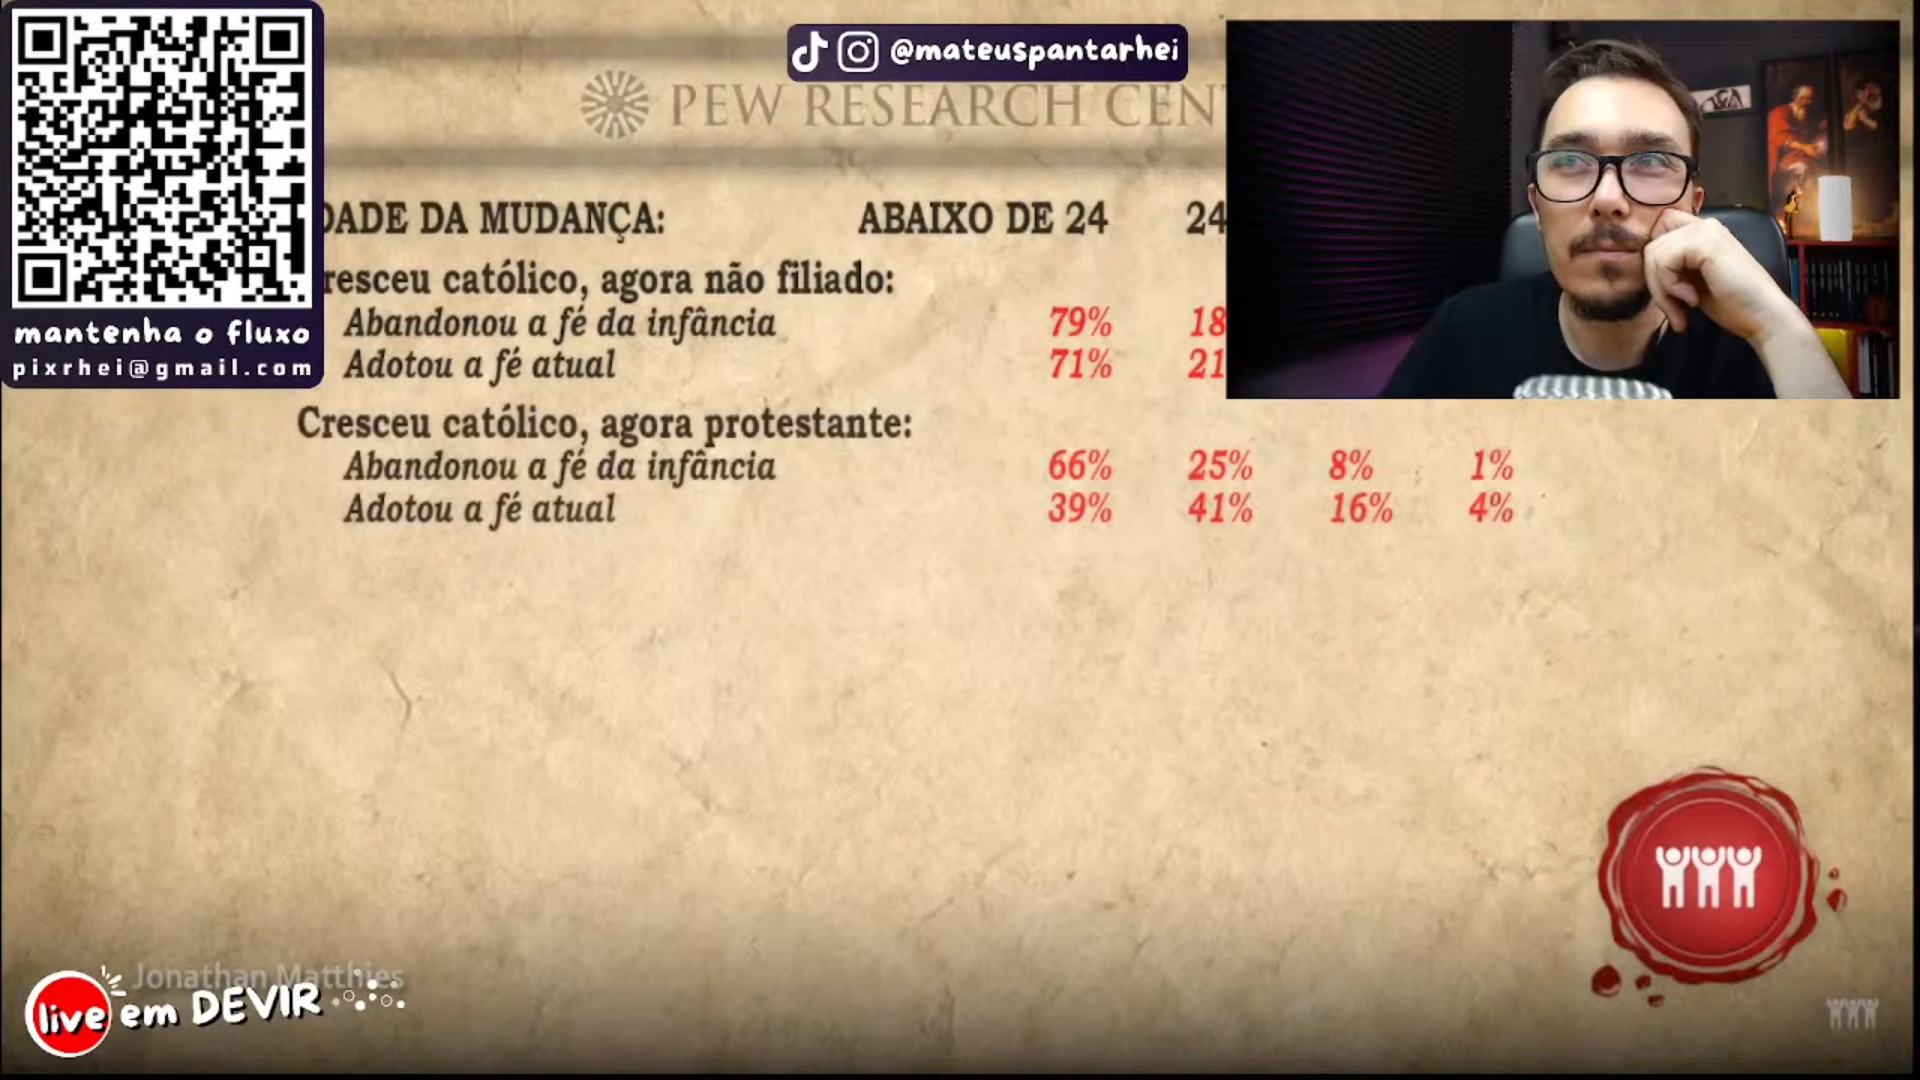 @mateuspantarhei
PEW RESEARCH CENT
DADE DA MUDANÇA: ABAIXO DE 24 24
resceu católico, agora não filiado:
Abandonou a fé da infância 79% 18
Adotou a fé atual 71% 21
mantenha o fluxo
pixrhei@gmail.com
Cresceu católico, agora protestante:
Abandonou a fé da infância 66% 25% 8% 1%
Adotou a fé atual 39% 41% 16% 4%
Jonathan Matthies
live em DEVIR